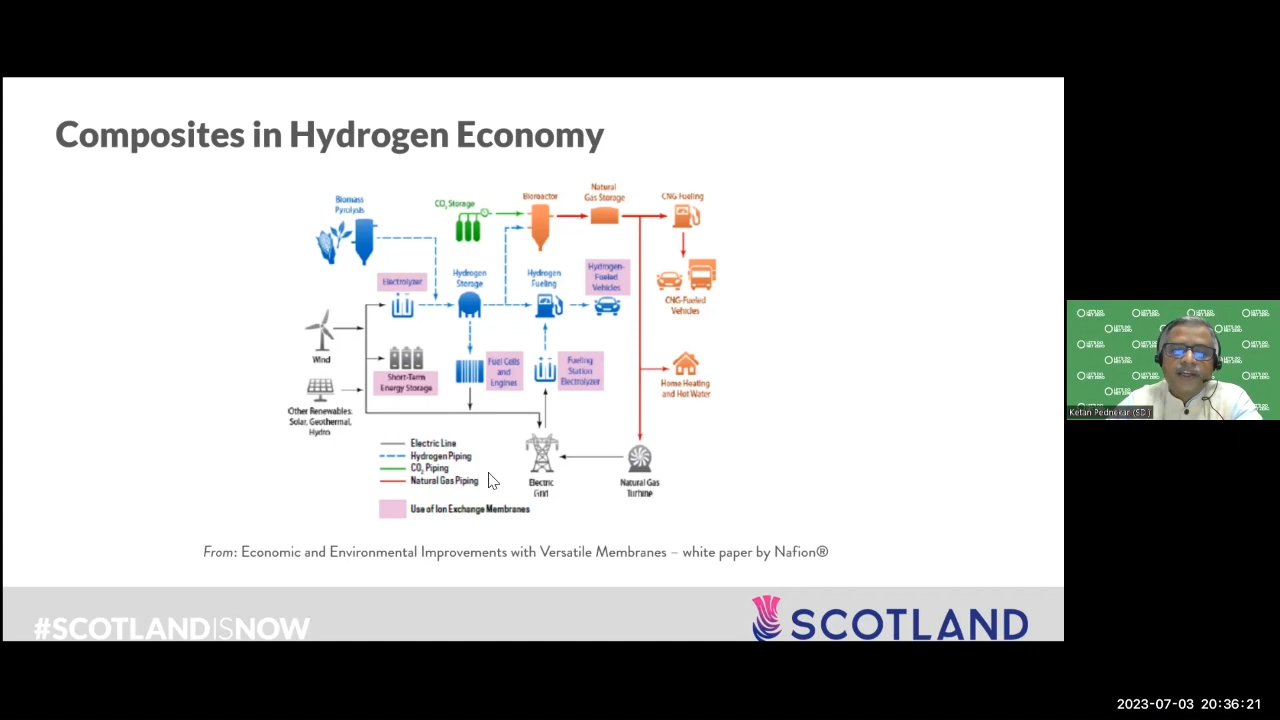 Composites in Hydrogen Economy
Biomass
Pyrolysis
CO2 Storage
Bioreactor
Natural
Gas Storage
CNG Fueling
Electrolyzer
Hydrogen
Storage
Hydrogen
Fueling
Hydrogen-
Fueled
Vehicles
CNG-Fueled
Vehicles
Wind
Short-Term
Energy Storage
Fuel Cells
and
Engines
Fueling
Station
Electrolyzer
Home Heating
and Hot Water
Other Renewables:
Solar, Geothermal,
Hydro
Electric Line
Hydrogen Piping
CO2 Piping
Natural Gas Piping
Use of Ion Exchange Membranes
Electric
Grid
Natural Gas
Turbine
From: Economic and Environmental Improvements with Versatile Membranes – white paper by Nafion®
#SCOTLANDISNOW
SCOTLAND
Ketan Pednekar (SDI)
2023-07-03 20:36:21